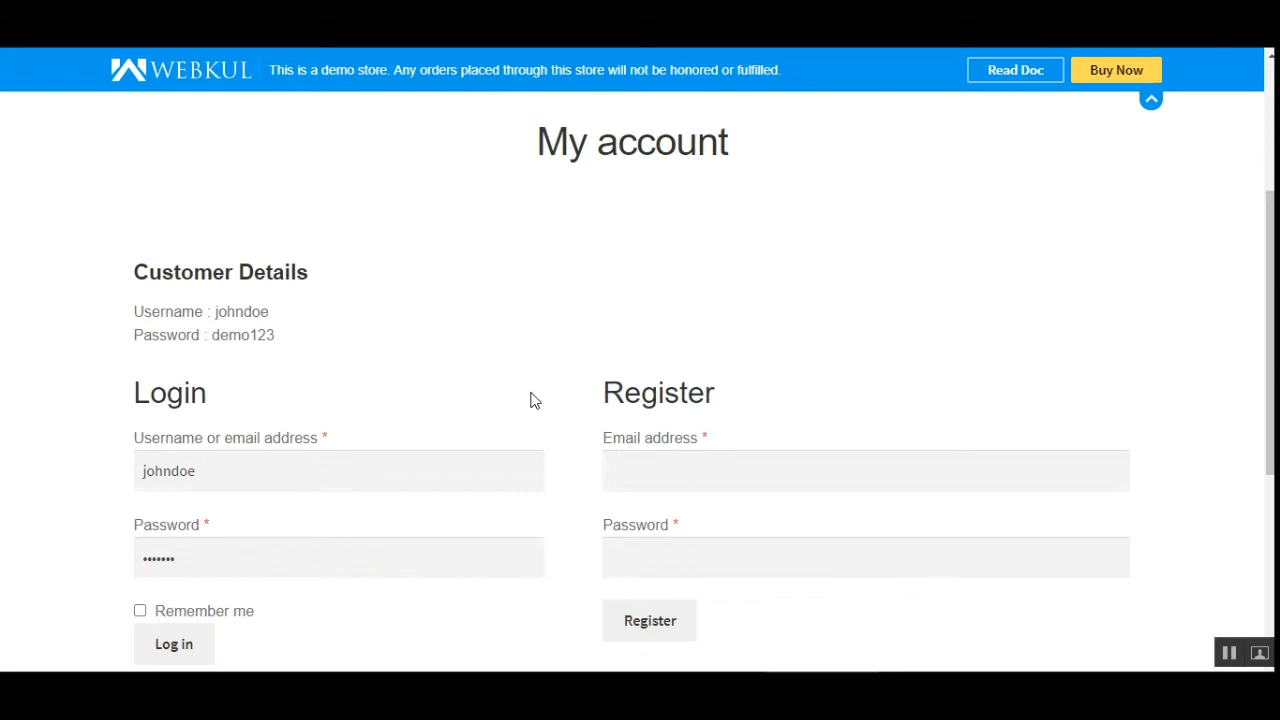 WEBKUL
This is a demo store. Any orders placed through this store will not be honored or fulfilled.
Read Doc
Buy Now
My account
Customer Details
Username : johndoe
Password : demo123
Login
Register
Username or email address *
Email address *
johndoe
Password *
Password *
•••••••
Remember me
Register
Log in